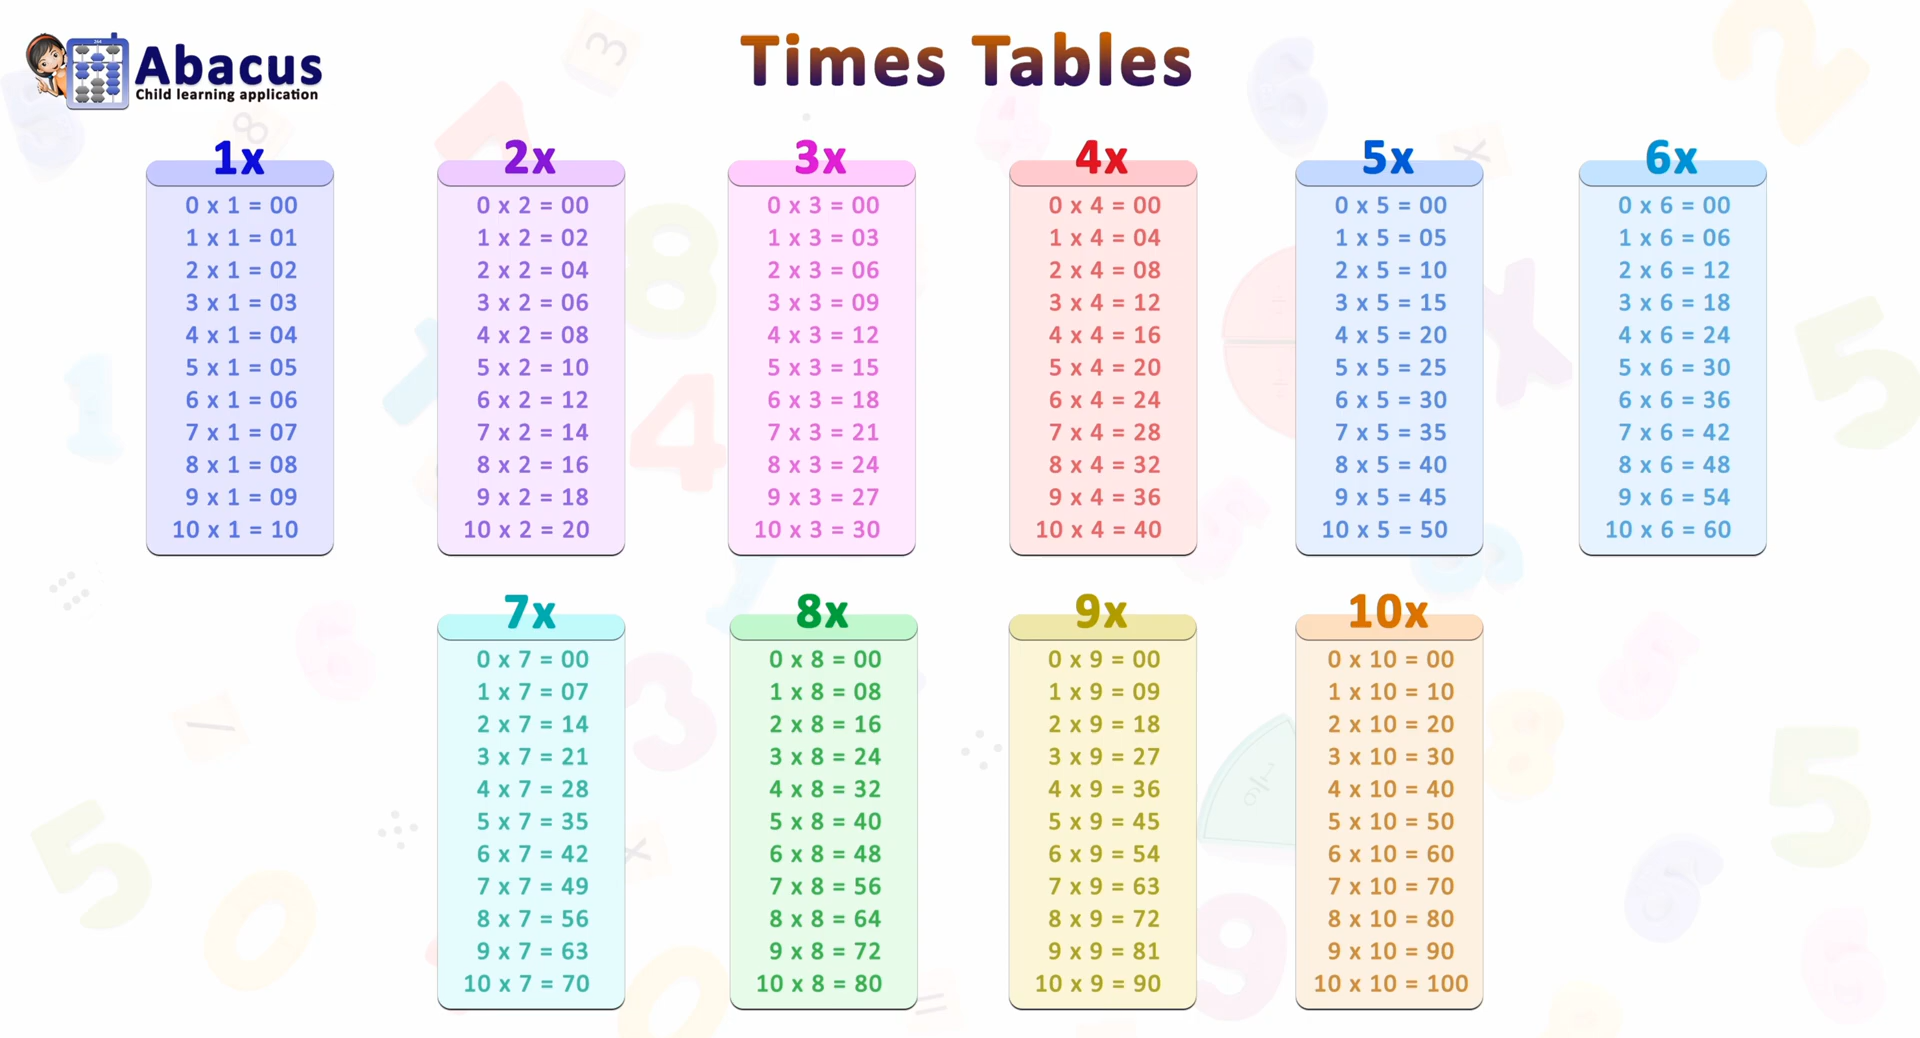 Abacus
Child learning application
Times Tables
1x
0 x 1 = 00
1 x 1 = 01
2 x 1 = 02
3 x 1 = 03
4 x 1 = 04
5 x 1 = 05
6 x 1 = 06
7 x 1 = 07
8 x 1 = 08
9 x 1 = 09
10 x 1 = 10
2x
0 x 2 = 00
1 x 2 = 02
2 x 2 = 04
3 x 2 = 06
4 x 2 = 08
5 x 2 = 10
6 x 2 = 12
7 x 2 = 14
8 x 2 = 16
9 x 2 = 18
10 x 2 = 20
3x
0 x 3 = 00
1 x 3 = 03
2 x 3 = 06
3 x 3 = 09
4 x 3 = 12
5 x 3 = 15
6 x 3 = 18
7 x 3 = 21
8 x 3 = 24
9 x 3 = 27
10 x 3 = 30
4x
0 x 4 = 00
1 x 4 = 04
2 x 4 = 08
3 x 4 = 12
4 x 4 = 16
5 x 4 = 20
6 x 4 = 24
7 x 4 = 28
8 x 4 = 32
9 x 4 = 36
10 x 4 = 40
5x
0 x 5 = 00
1 x 5 = 05
2 x 5 = 10
3 x 5 = 15
4 x 5 = 20
5 x 5 = 25
6 x 5 = 30
7 x 5 = 35
8 x 5 = 40
9 x 5 = 45
10 x 5 = 50
6x
0 x 6 = 00
1 x 6 = 06
2 x 6 = 12
3 x 6 = 18
4 x 6 = 24
5 x 6 = 30
6 x 6 = 36
7 x 6 = 42
8 x 6 = 48
9 x 6 = 54
10 x 6 = 60
7x
0 x 7 = 00
1 x 7 = 07
2 x 7 = 14
3 x 7 = 21
4 x 7 = 28
5 x 7 = 35
6 x 7 = 42
7 x 7 = 49
8 x 7 = 56
9 x 7 = 63
10 x 7 = 70
8x
0 x 8 = 00
1 x 8 = 08
2 x 8 = 16
3 x 8 = 24
4 x 8 = 32
5 x 8 = 40
6 x 8 = 48
7 x 8 = 56
8 x 8 = 64
9 x 8 = 72
10 x 8 = 80
9x
0 x 9 = 00
1 x 9 = 09
2 x 9 = 18
3 x 9 = 27
4 x 9 = 36
5 x 9 = 45
6 x 9 = 54
7 x 9 = 63
8 x 9 = 72
9 x 9 = 81
10 x 9 = 90
10x
0 x 10 = 00
1 x 10 = 10
2 x 10 = 20
3 x 10 = 30
4 x 10 = 40
5 x 10 = 50
6 x 10 = 60
7 x 10 = 70
8 x 10 = 80
9 x 10 = 90
10 x 10 = 100